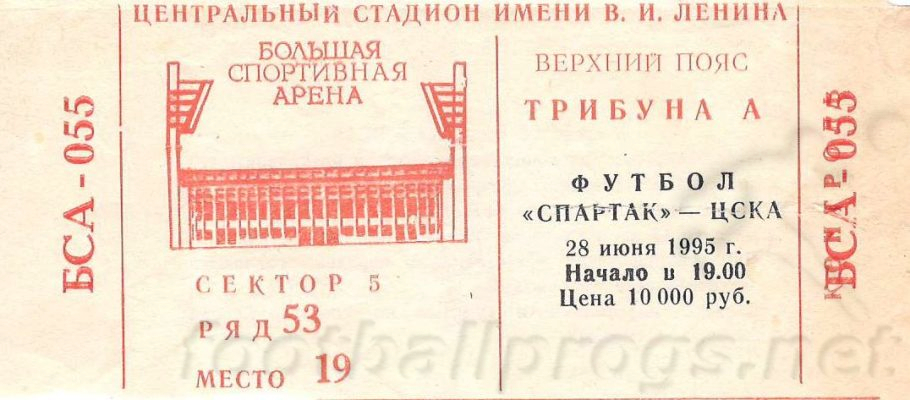 ЦЕНТРАЛЬНЫЙ СТАДИОН ИМЕНИ В. И. ЛЕНИНА
БСА - 055
БОЛЬШАЯ
СПОРТИВНАЯ
АРЕНА
СЕКТОР 5
РЯД 53
МЕСТО 19
ВЕРХНИЙ ПОЯС
ТРИБУНА А
ФУТБОЛ
«СПАРТАК» — ЦСКА
28 июня 1995 г.
Начало в 19.00
Цена 10 000 руб.
БСА - 055
footballprogs.net